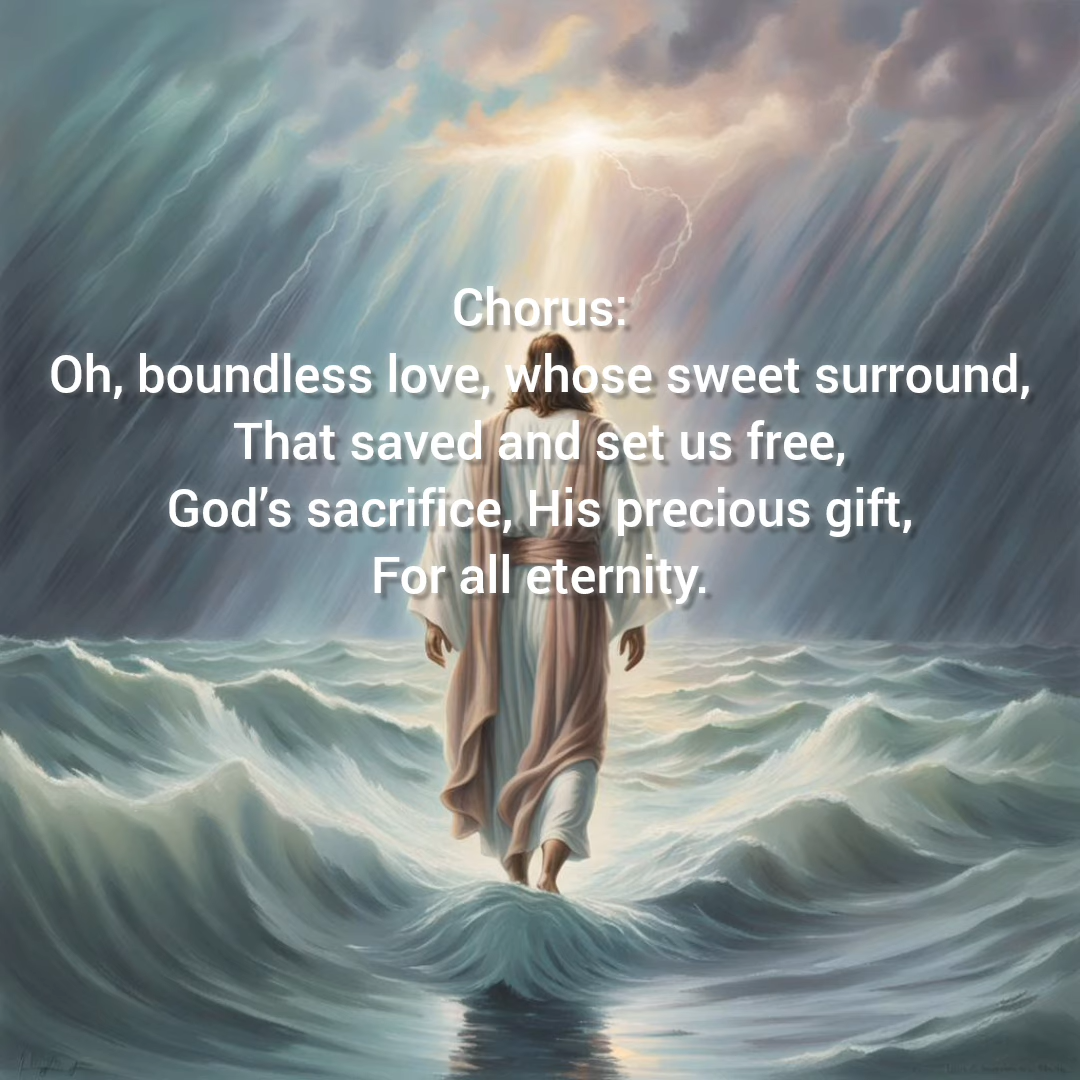 Chorus:
Oh, boundless love, whose sweet surround,
That saved and set us free,
God’s sacrifice, His precious gift,
For all eternity.